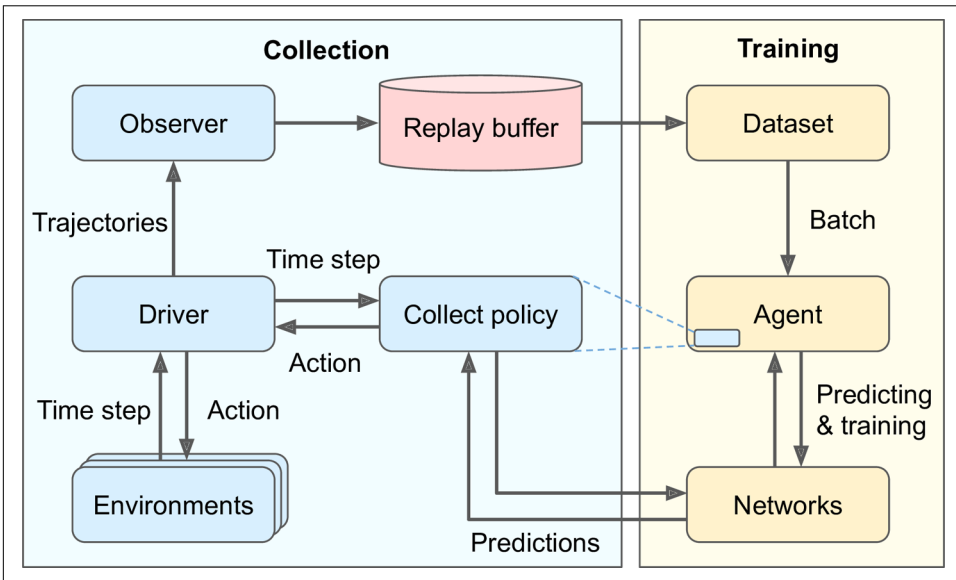 Collection
Training
Observer
Replay buffer
Dataset
Trajectories
Batch
Time step
Driver
Collect policy
Agent
Action
Time step
Action
Predicting
& training
Environments
Networks
Predictions